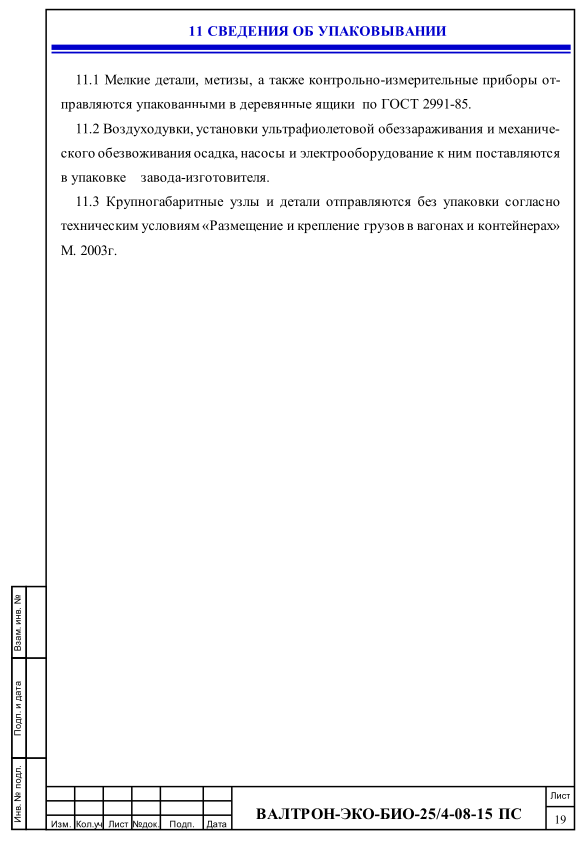 11 СВЕДЕНИЯ ОБ УПАКОВЫВАНИИ
11.1 Мелкие детали, метизы, а также контрольно-измерительные приборы от-
правляются упакованными в деревянные ящики по ГОСТ 2991-85.
11.2 Воздуходувки, установки ультрафиолетовой обеззараживания и механиче-
ского обезвоживания осадка, насосы и электрооборудование к ним поставляются
в упаковке завода-изготовителя.
11.3 Крупногабаритные узлы и детали отправляются без упаковки согласно
техническим условиям «Размещение и крепление грузов в вагонах и контейнерах»
М. 2003г.
Взам. инв. №
Подп. и дата
Инв. № подл.
Изм. Кол.уч Лист №док. Подп. Дата
ВАЛТРОН-ЭКО-БИО-25/4-08-15 ПС
Лист
19